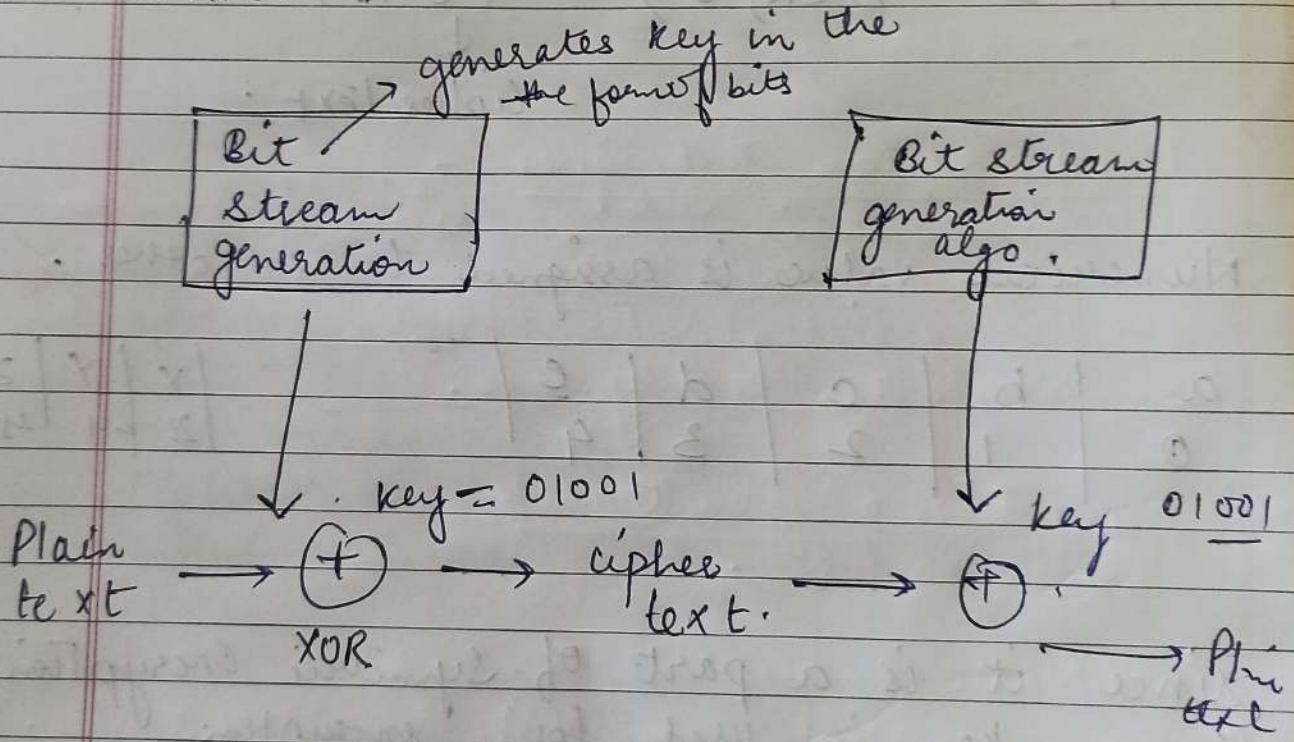 generates key in the
the form of bits
Bit
stream
generation
Bit stream
generation
algo.
key = 01001
key 01001
Plain
text
+
cipher
text.
+
XOR
Plain
text